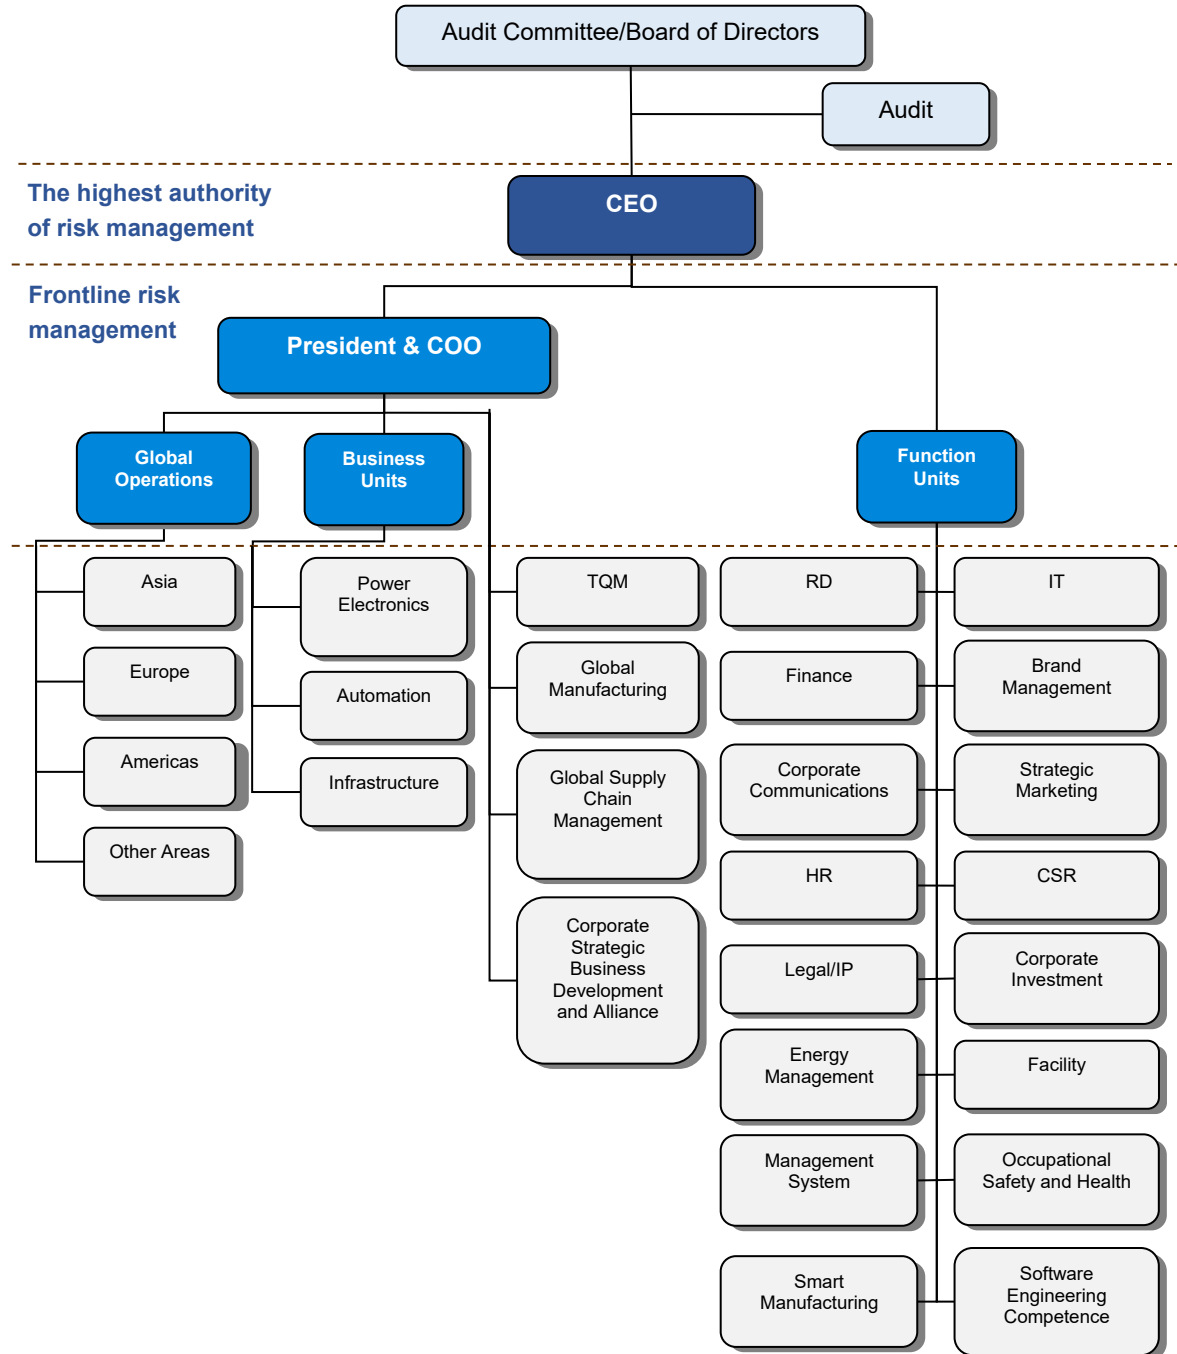 Audit Committee/Board of Directors
Audit
The highest authority
of risk management
CEO
Frontline risk
management
President & COO
Global
Operations
Business
Units
Function
Units
Asia
Europe
Americas
Other Areas
Power
Electronics
Automation
Infrastructure
TQM
Global
Manufacturing
Global Supply
Chain
Management
Corporate
Strategic
Business
Development
and Alliance
RD
IT
Finance
Brand
Management
Corporate
Communications
Strategic
Marketing
HR
CSR
Legal/IP
Corporate
Investment
Energy
Management
Facility
Management
System
Occupational
Safety and Health
Smart
Manufacturing
Software
Engineering
Competence